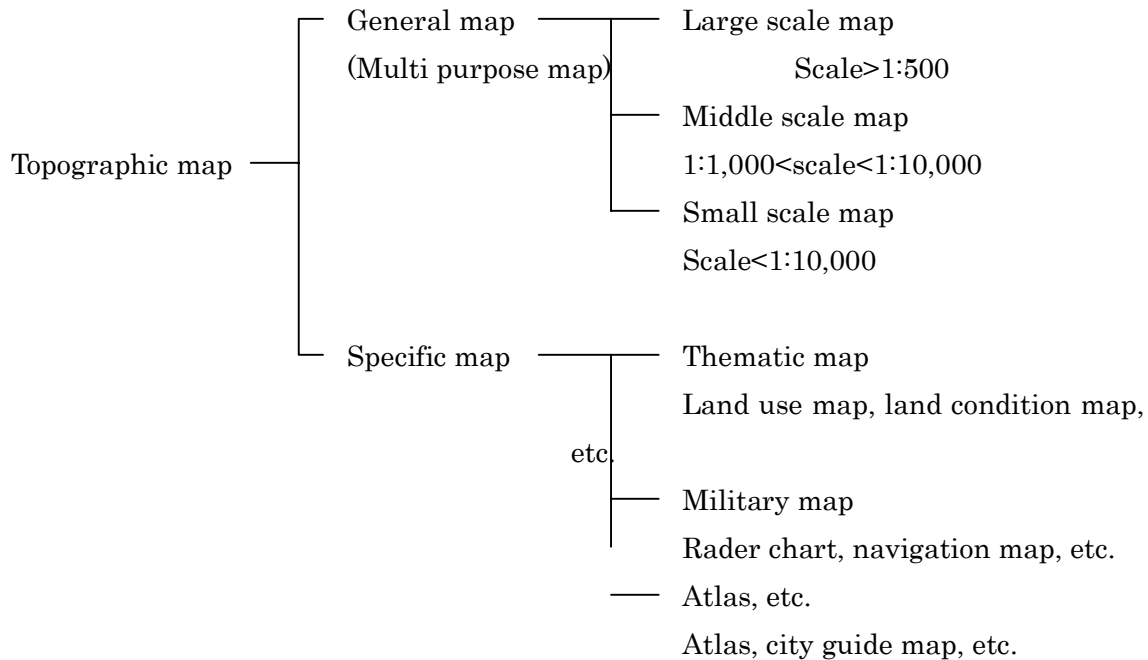 General map
Large scale map
(Multi purpose map)
Scale>1:500
Middle scale map
Topographic map
1:1,000<scale<1:10,000
Small scale map
Scale<1:10,000
Specific map
Thematic map
Land use map, land condition map,
etc.
Military map
Rader chart, navigation map, etc.
Atlas, etc.
Atlas, city guide map, etc.